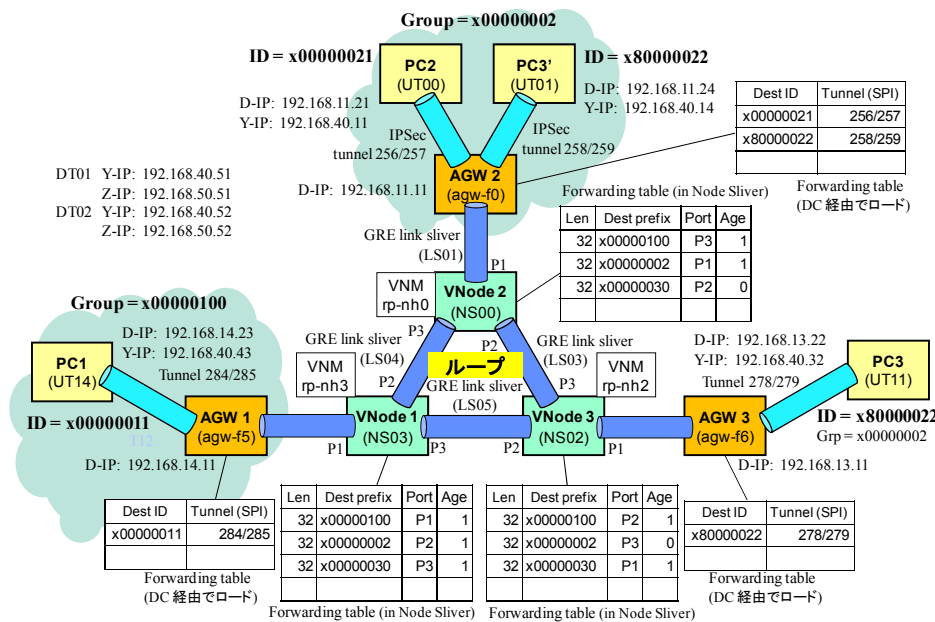 Group = x00000002
ID = x00000021
PC2
(UT00)
PC3’
(UT01)
ID = x80000022
D-IP: 192.168.11.21
Y-IP: 192.168.40.11
D-IP: 192.168.11.24
Y-IP: 192.168.40.14
IPSec
tunnel 256/257
IPSec
tunnel 258/259
Dest ID Tunnel (SPI)
x00000021 256/257
x80000022 258/259
Forwarding table
(DC 経由でロード)
DT01 Y-IP: 192.168.40.51
Z-IP: 192.168.50.51
DT02 Y-IP: 192.168.40.52
Z-IP: 192.168.50.52
D-IP: 192.168.11.11
AGW 2
(agw-f0)
Forwarding table (in Node Sliver)
Len Dest prefix Port Age
32 x00000100 P3 1
32 x00000002 P1 1
32 x00000030 P2 0
GRE link sliver
(LS01)
P1
VNM
rp-nh0
VNode 2
(NS00)
P3
P2
Group = x00000100
D-IP: 192.168.14.23
Y-IP: 192.168.40.43
Tunnel 284/285
PC1
(UT14)
ID = x00000011
T12
AGW 1
(agw-f5)
D-IP: 192.168.14.11
VNM
rp-nh3
GRE link sliver
(LS04)
P2
ループ
GRE link sliver
(LS03)
P3
GRE link sliver
(LS05)
VNM
rp-nh2
VNode 1
(NS03)
P1
P3
VNode 3
(NS02)
P2
P1
D-IP: 192.168.13.22
Y-IP: 192.168.40.32
Tunnel 278/279
PC3
(UT11)
ID = x80000022
Grp = x00000002
AGW 3
(agw-f6)
D-IP: 192.168.13.11
Dest ID Tunnel (SPI)
x00000011 284/285
Forwarding table
(DC 経由でロード)
Len Dest prefix Port Age
32 x00000100 P1 1
32 x00000002 P2 1
32 x00000030 P3 1
Forwarding table (in Node Sliver)
Len Dest prefix Port Age
32 x00000100 P2 1
32 x00000002 P3 0
32 x00000030 P1 1
Forwarding table (in Node Sliver)
Dest ID Tunnel (SPI)
x80000022 278/279
Forwarding table
(DC 経由でロード)